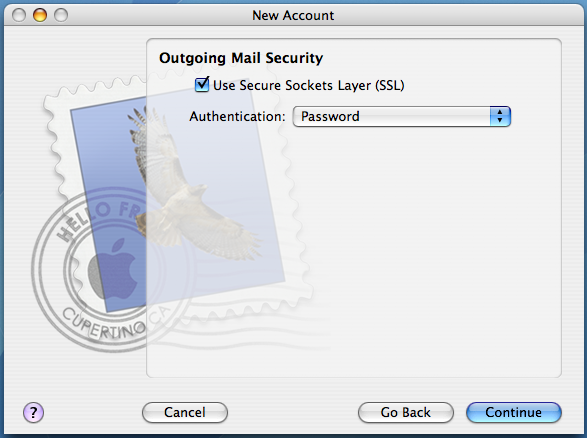 New Account
Outgoing Mail Security
Use Secure Sockets Layer (SSL)
Authentication: Password
HELLO FR
CUPERTINO CA
?
Cancel
Go Back
Continue